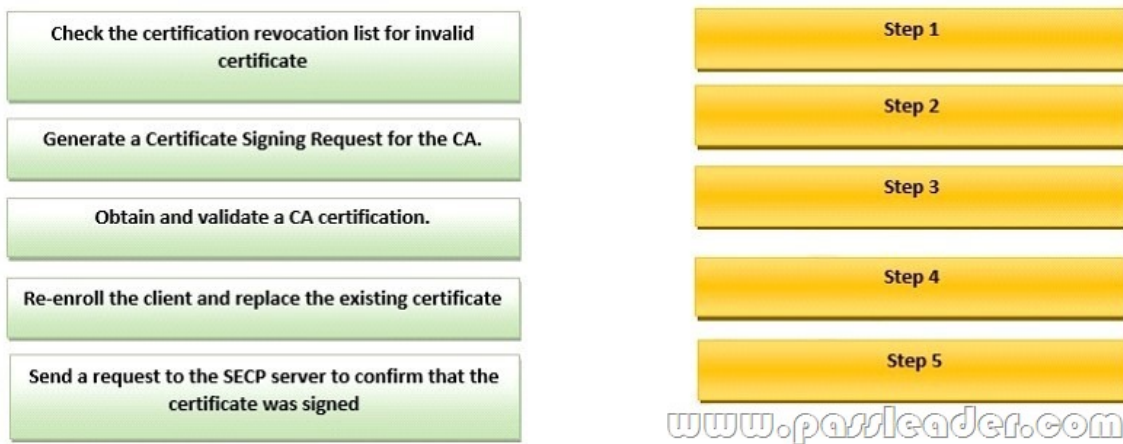 Check the certification revocation list for invalid
certificate
Generate a Certificate Signing Request for the CA.
Obtain and validate a CA certification.
Re-enroll the client and replace the existing certificate
Send a request to the SECP server to confirm that the
certificate was signed
Step 1
Step 2
Step 3
Step 4
Step 5
www.passleader.com